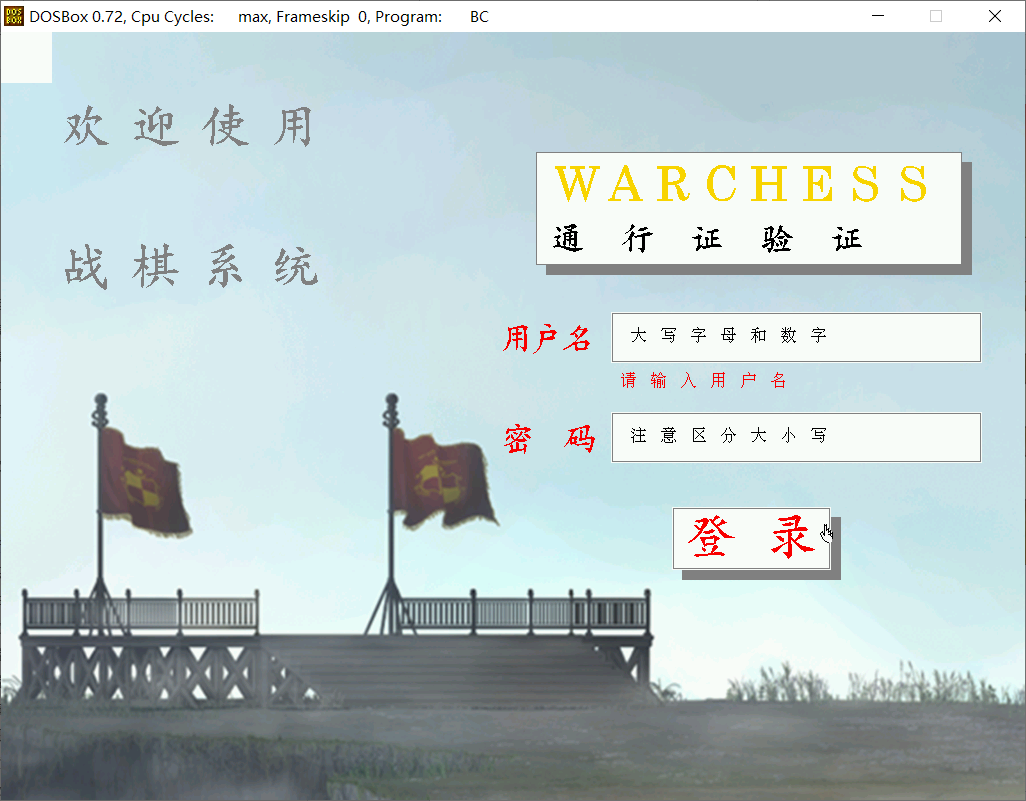 DOSBox 0.72, Cpu Cycles: max, Frameskip 0, Program: BC
欢迎使用
战棋系统
WARCHESS
通行证验证
用户名
大写字母和数字
请输入用户名
密码
注意区分大小写
登录